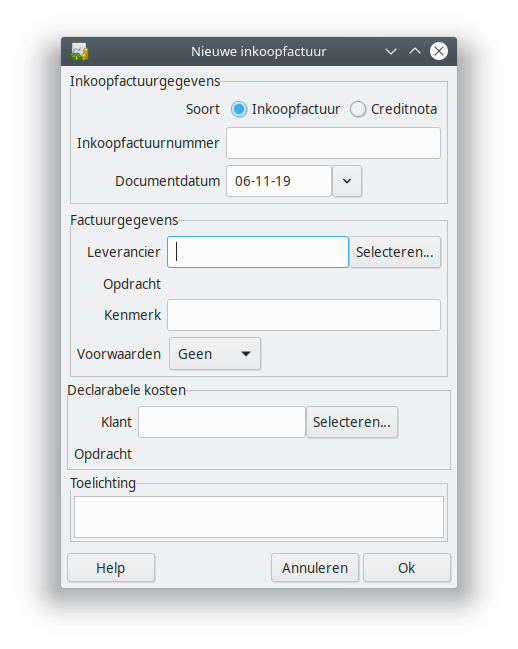 Nieuwe inkoopfactuur
Inkoopfactuurgegevens
Soort Inkoopfactuur Creditnota
Inkoopfactuurnummer
Documentdatum 06-11-19
Factuurgegevens
Leverancier Selecteren...
Opdracht
Kenmerk
Voorwaarden Geen
Declarabele kosten
Klant Selecteren...
Opdracht
Toelichting
Help Annuleren Ok